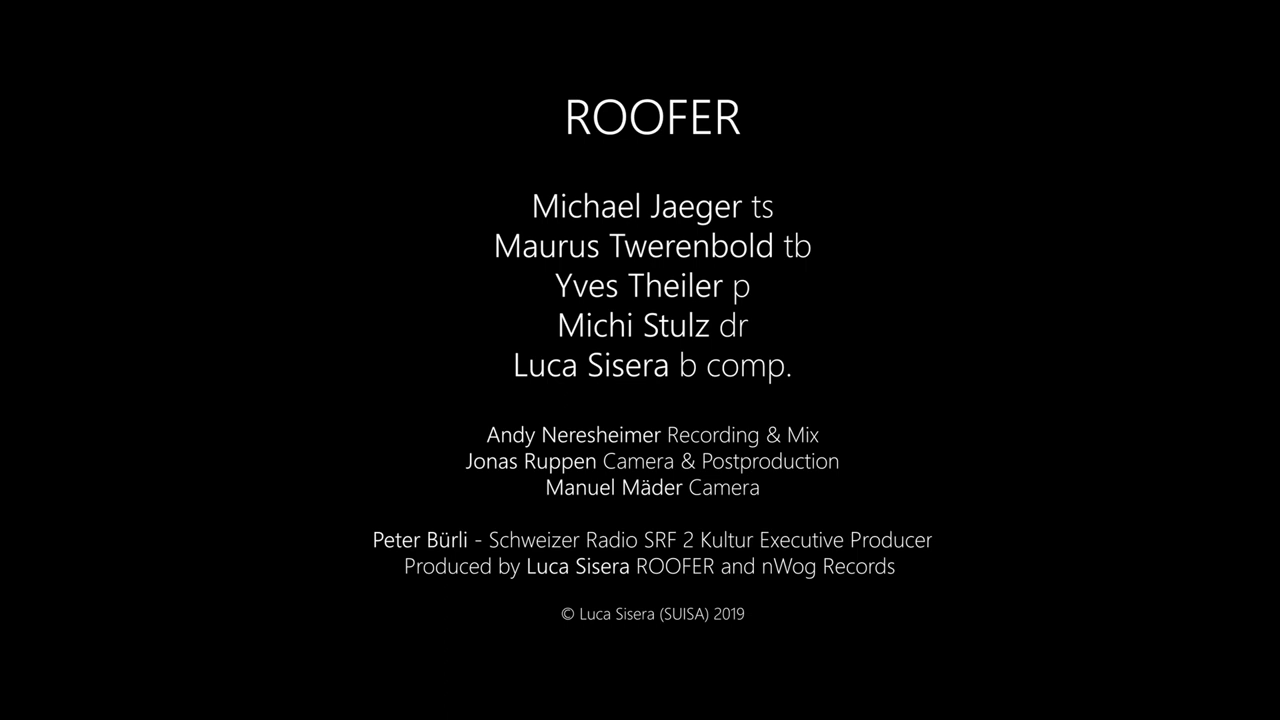 ROOFER
Michael Jaeger ts
Maurus Twerenbold tb
Yves Theiler p
Michi Stulz dr
Luca Sisera b comp.
Andy Neresheimer Recording & Mix
Jonas Ruppen Camera & Postproduction
Manuel Mäder Camera
Peter Bürli - Schweizer Radio SRF 2 Kultur Executive Producer
Produced by Luca Sisera ROOFER and nWog Records
© Luca Sisera (SUISA) 2019